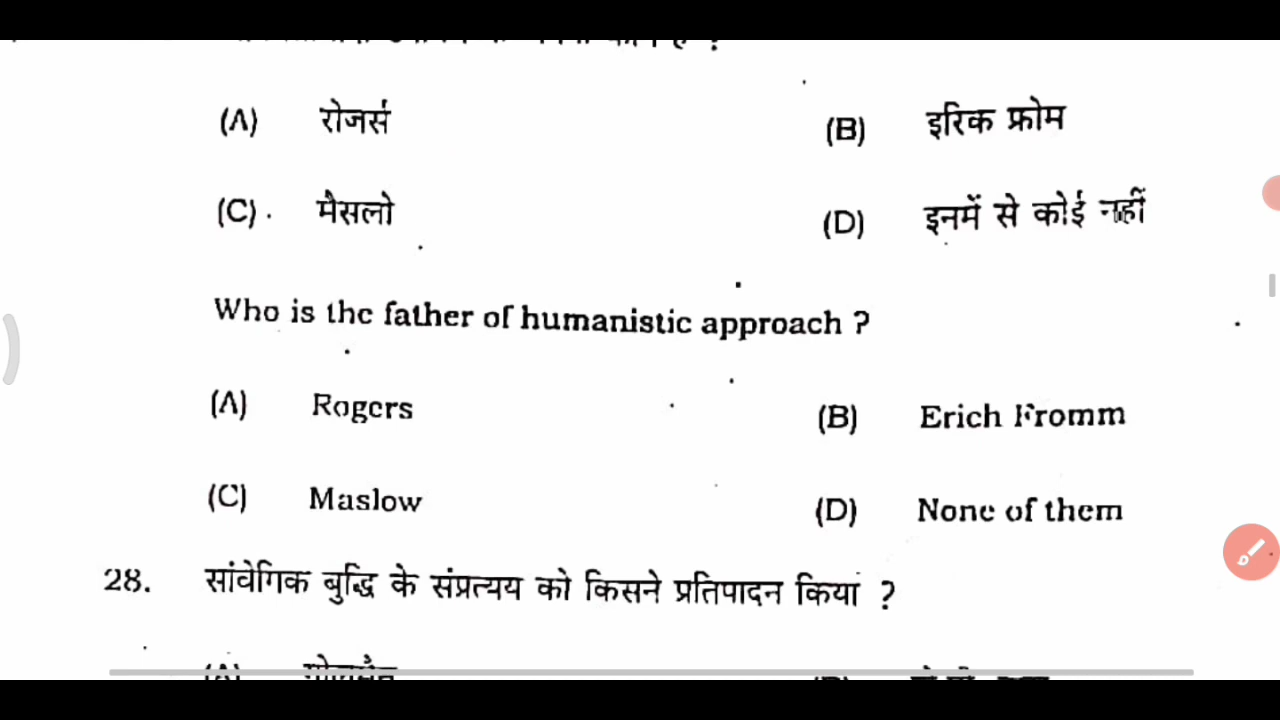 (A) रोजर्स (B) इरिक फ्रोम
(C) मैसलो (D) इनमें से कोई नहीं
Who is the father of humanistic approach ?
(A) Rogers (B) Erich Fromm
(C) Maslow (D) None of them
28. सांवेगिक बुद्धि के संप्रत्यय को किसने प्रतिपादन किया ?